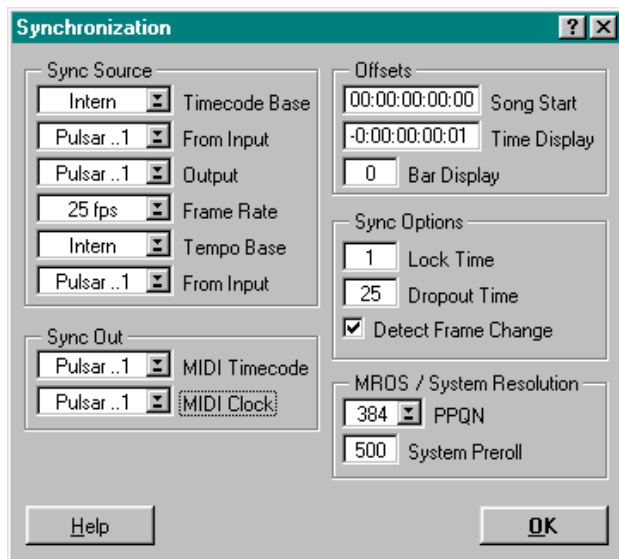 Synchronization
Sync Source
Intern Timecode Base
Pulsar ..1 From Input
Pulsar ..1 Output
25 fps Frame Rate
Intern Tempo Base
Pulsar ..1 From Input
Sync Out
Pulsar ..1 MIDI Timecode
Pulsar ..1 MIDI Clock
Offsets
00:00:00:00:00 Song Start
-0:00:00:00:01 Time Display
0 Bar Display
Sync Options
1 Lock Time
25 Dropout Time
Detect Frame Change
MROS / System Resolution
384 PPQN
500 System Preroll
Help
OK